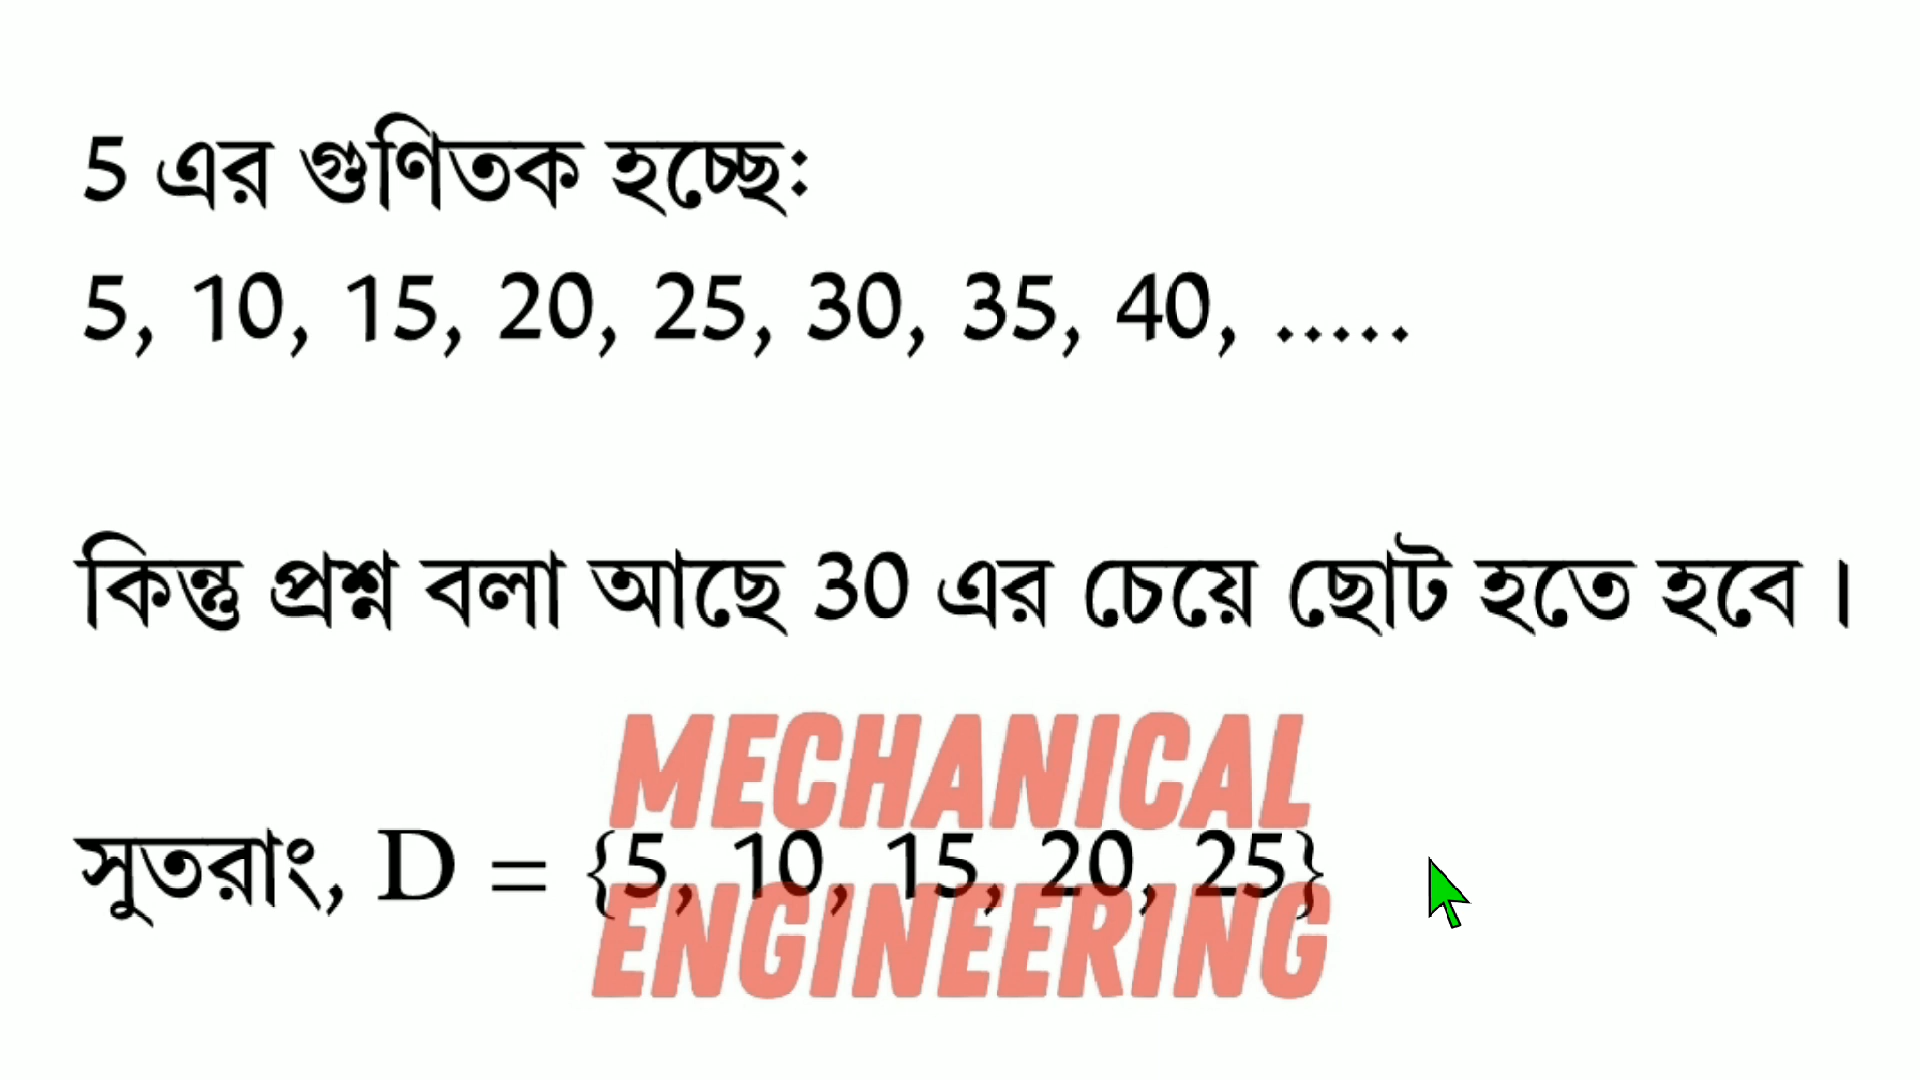 5 এর গুণিতক হচ্ছেঃ
5, 10, 15, 20, 25, 30, 35, 40, .....
কিন্তু প্রশ্ন বলা আছে 30 এর চেয়ে ছোট হতে হবে।
MECHANICAL
সুতরাং, D = {5, 10, 15, 20, 25}
ENGINEERING